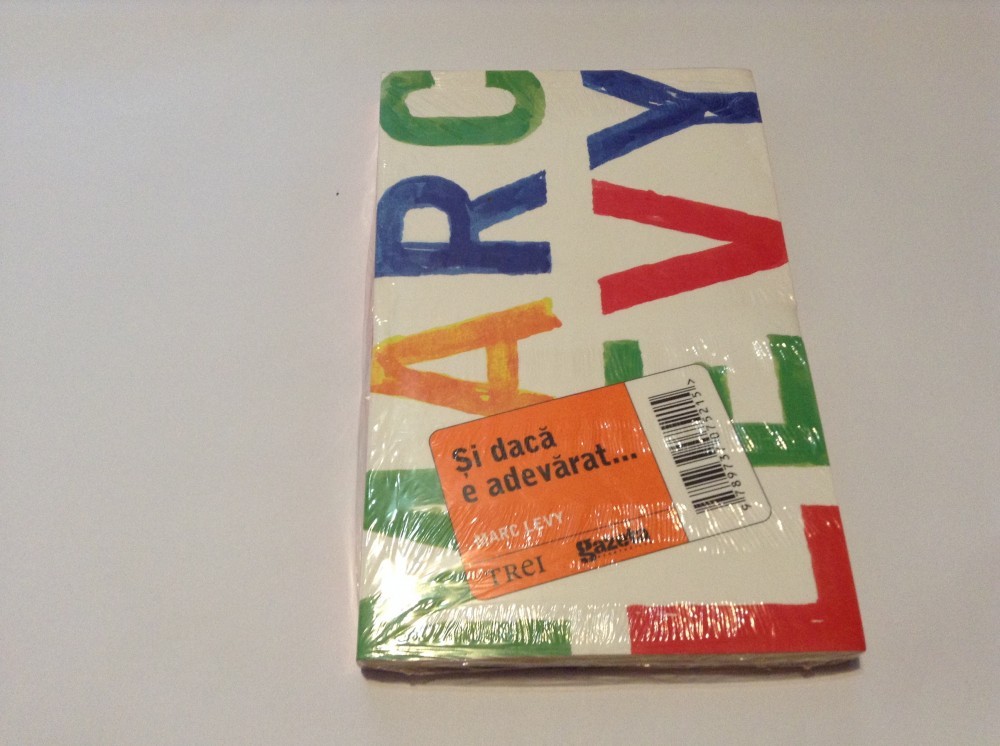 MARC
LEVY
Și dacă
e adevărat...
MARC LEVY
TREI
gazeta